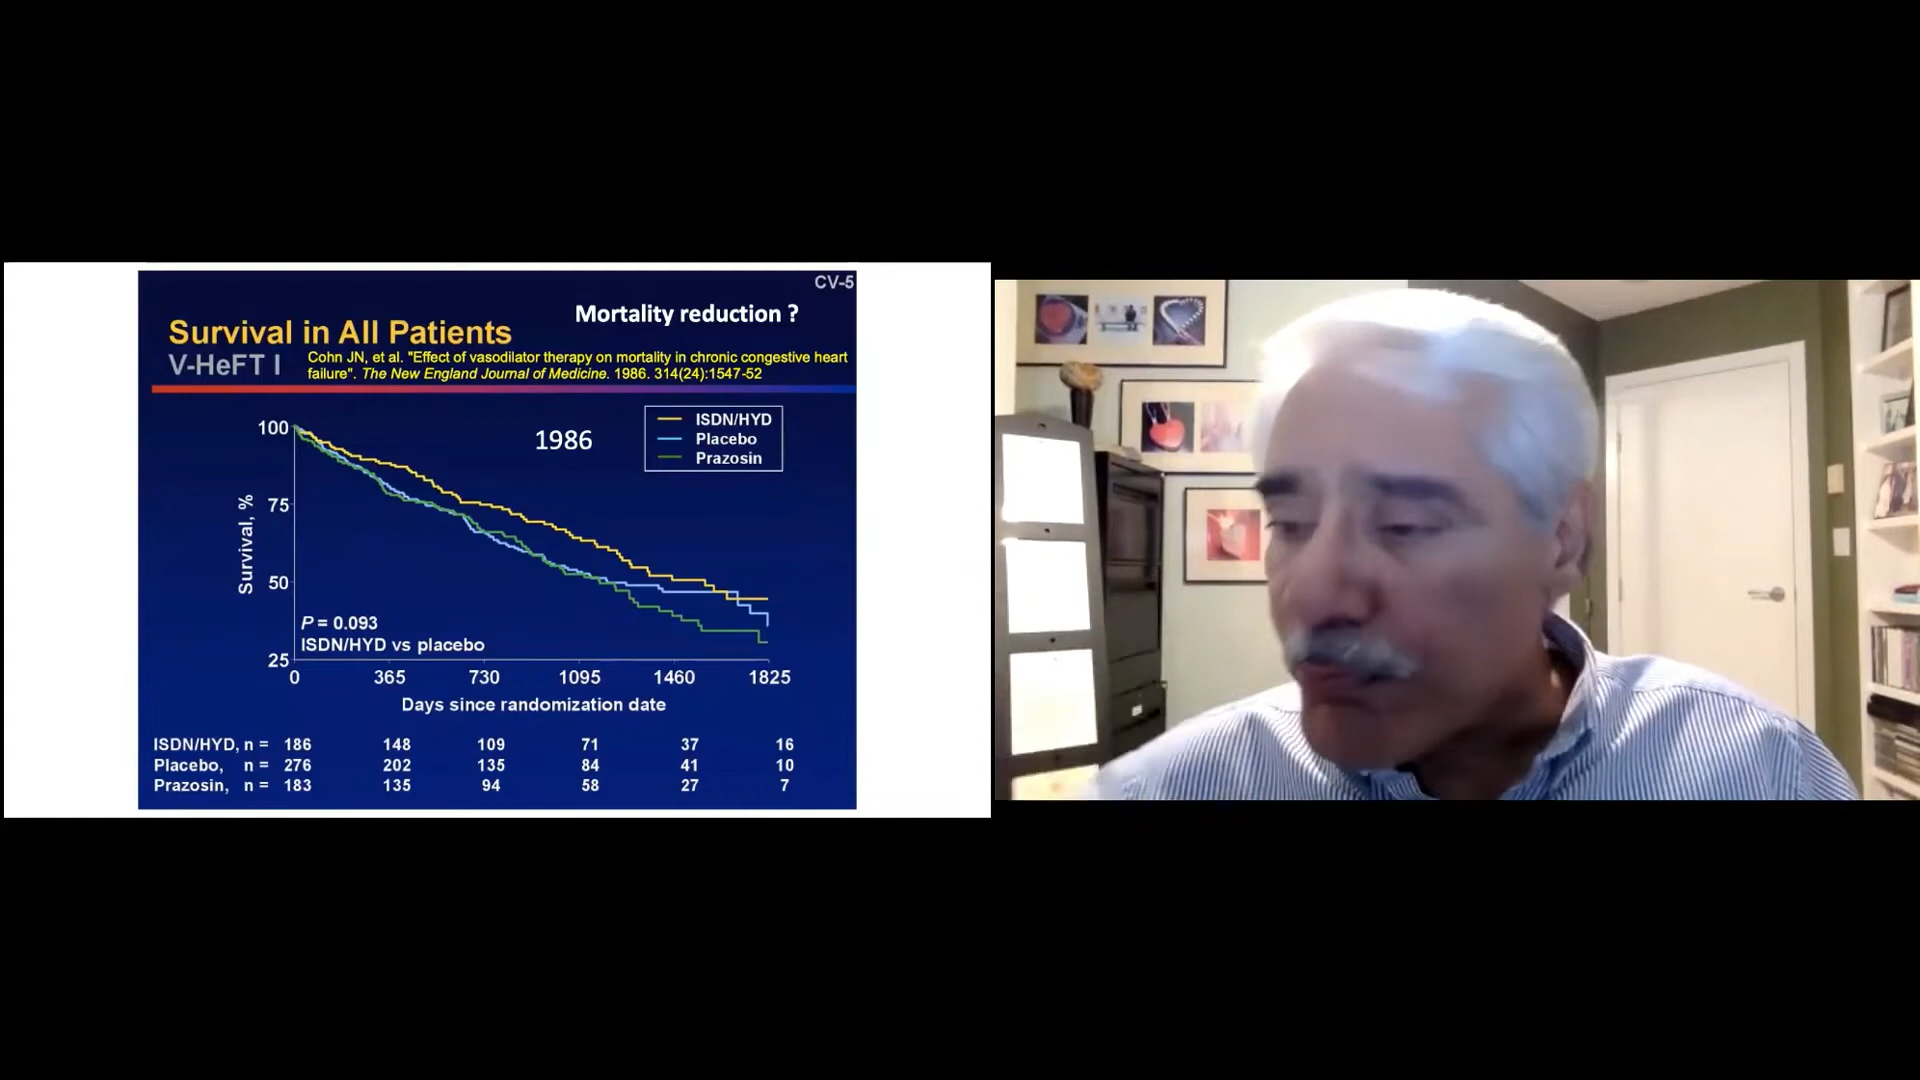 CV-5
Mortality reduction ?
Survival in All Patients
V-HeFT I
Cohn JN, et al. "Effect of vasodilator therapy on mortality in chronic congestive heart
failure". The New England Journal of Medicine. 1986. 314(24):1547-52
1986
ISDN/HYD
Placebo
Prazosin
100
75
50
25
Survival, %
P = 0.093
ISDN/HYD vs placebo
0 365 730 1095 1460 1825
Days since randomization date
ISDN/HYD, n = 186 148 109 71 37 16
Placebo, n = 276 202 135 84 41 10
Prazosin, n = 183 135 94 58 27 7